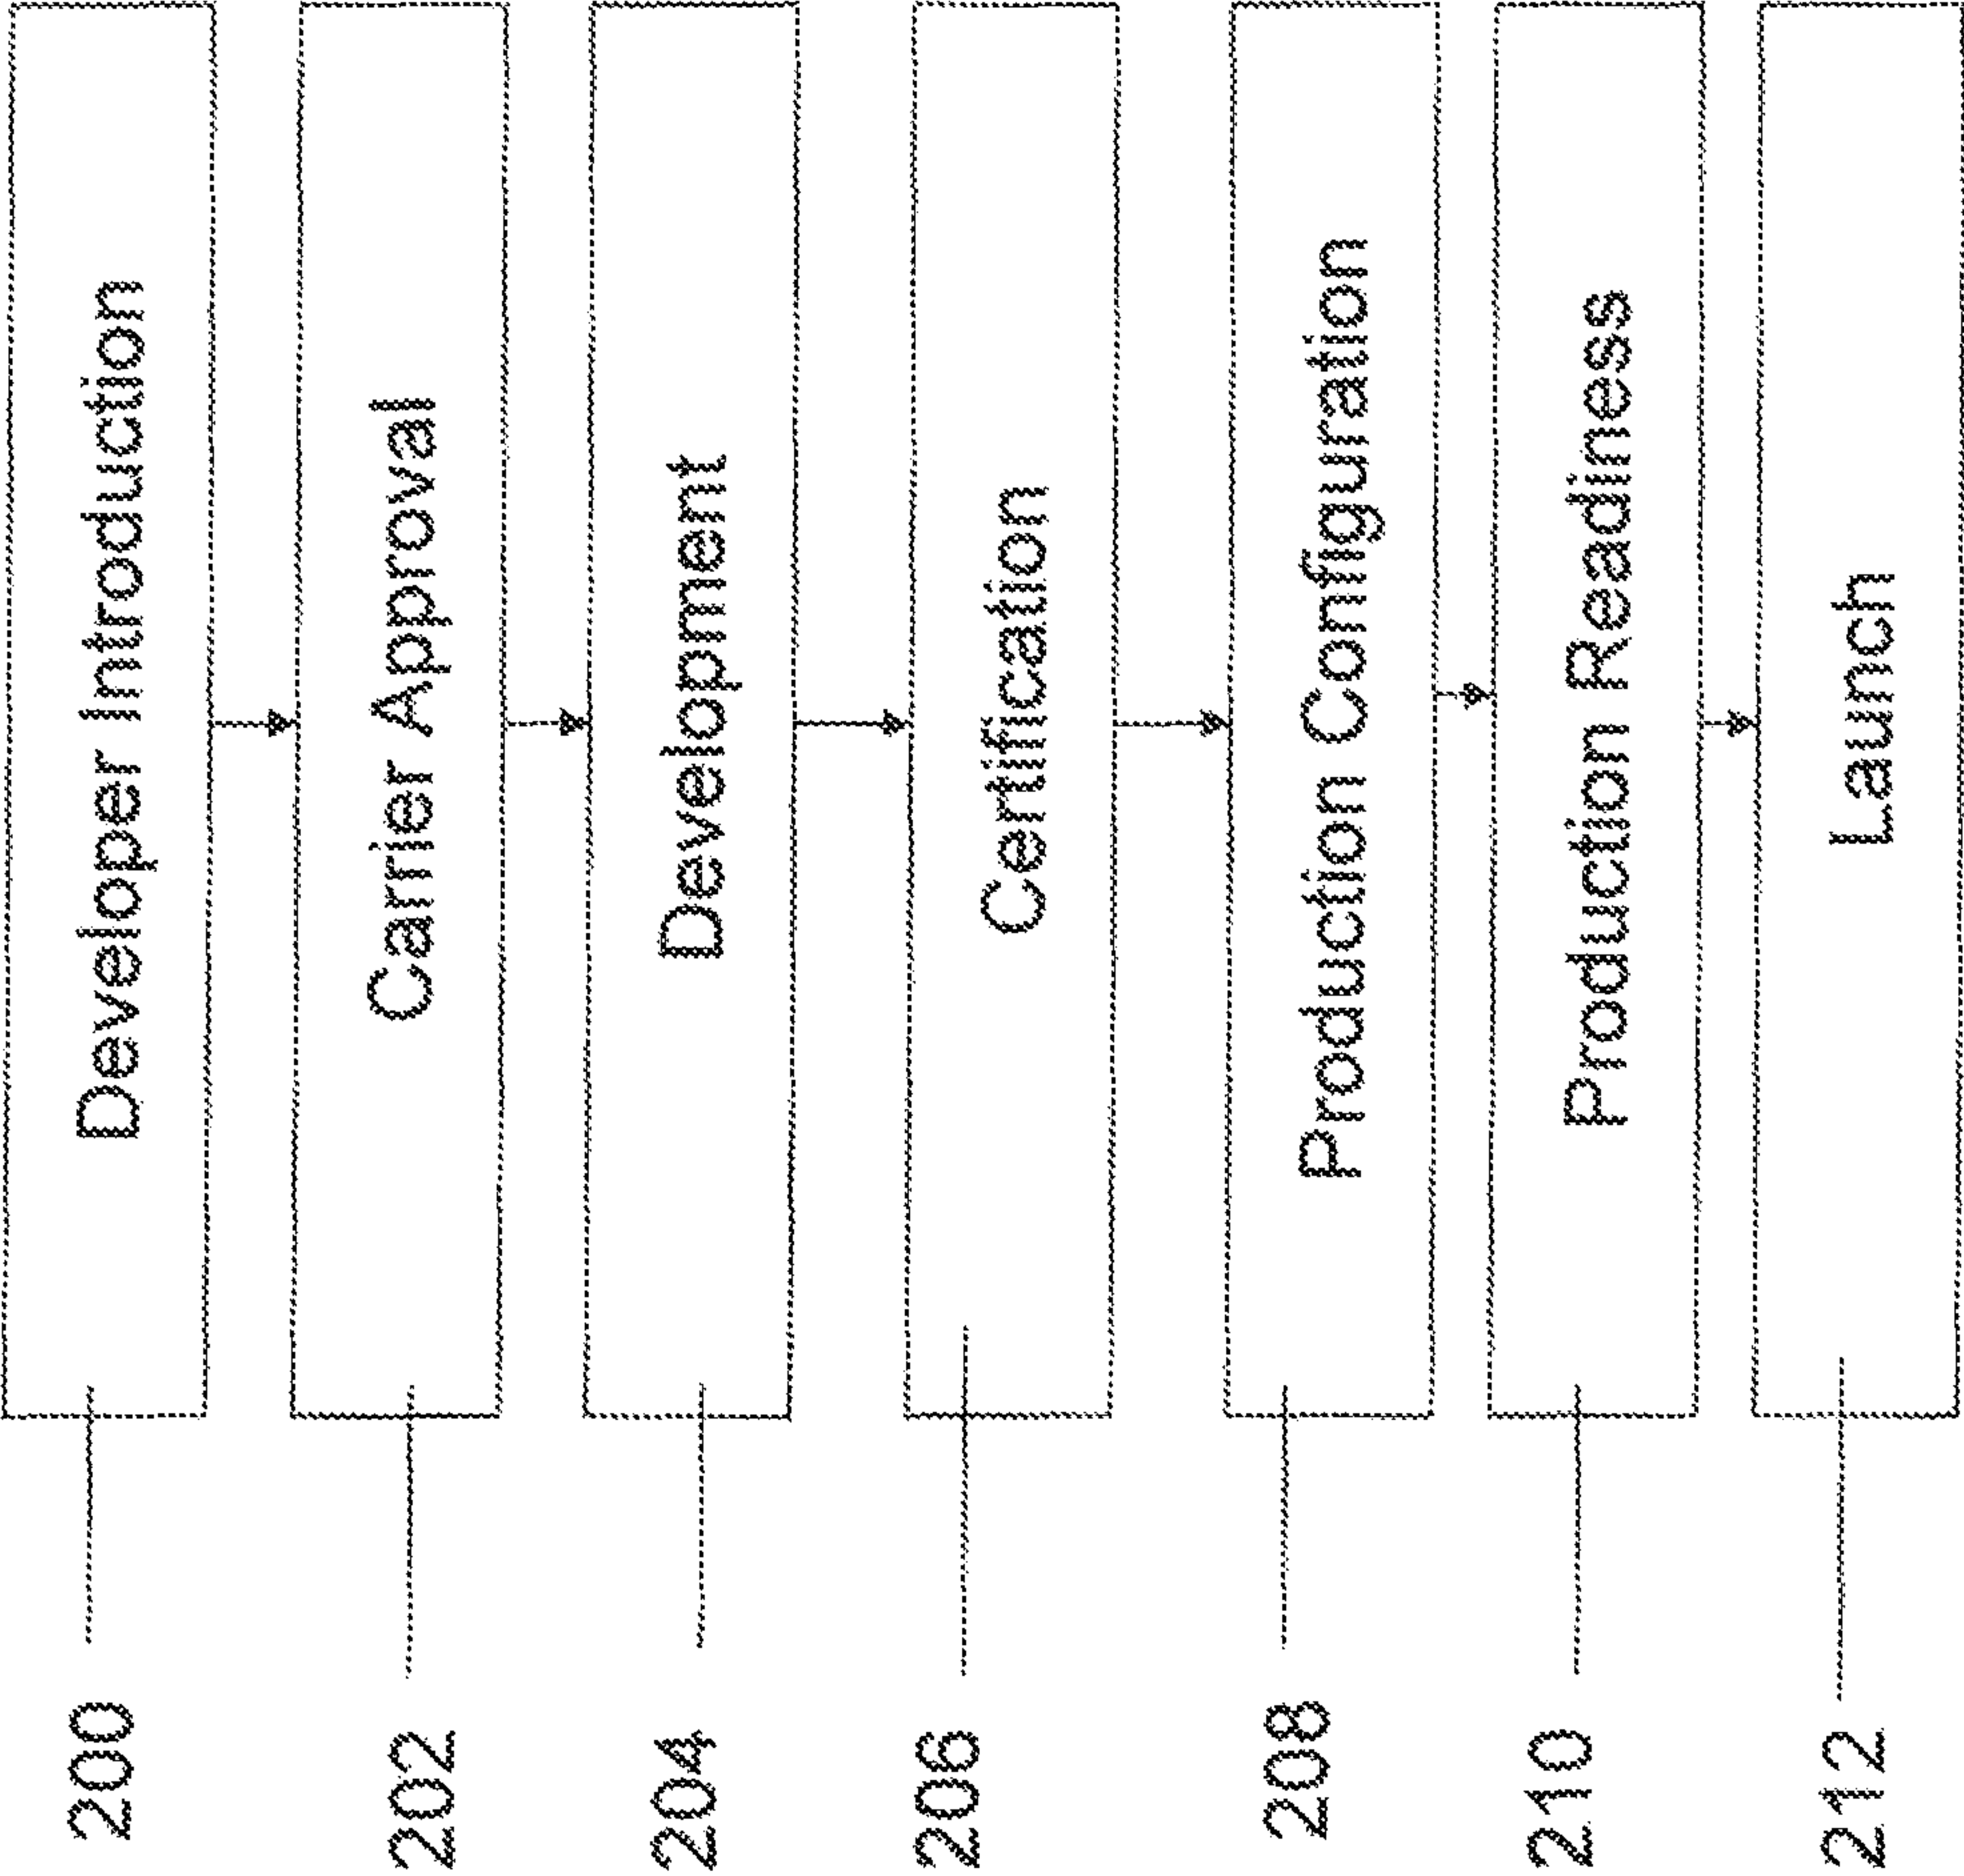 200 Developer Introduction
202 Carrier Approval
204 Development
206 Certification
208 Production Configuration
210 Production Readiness
212 Launch